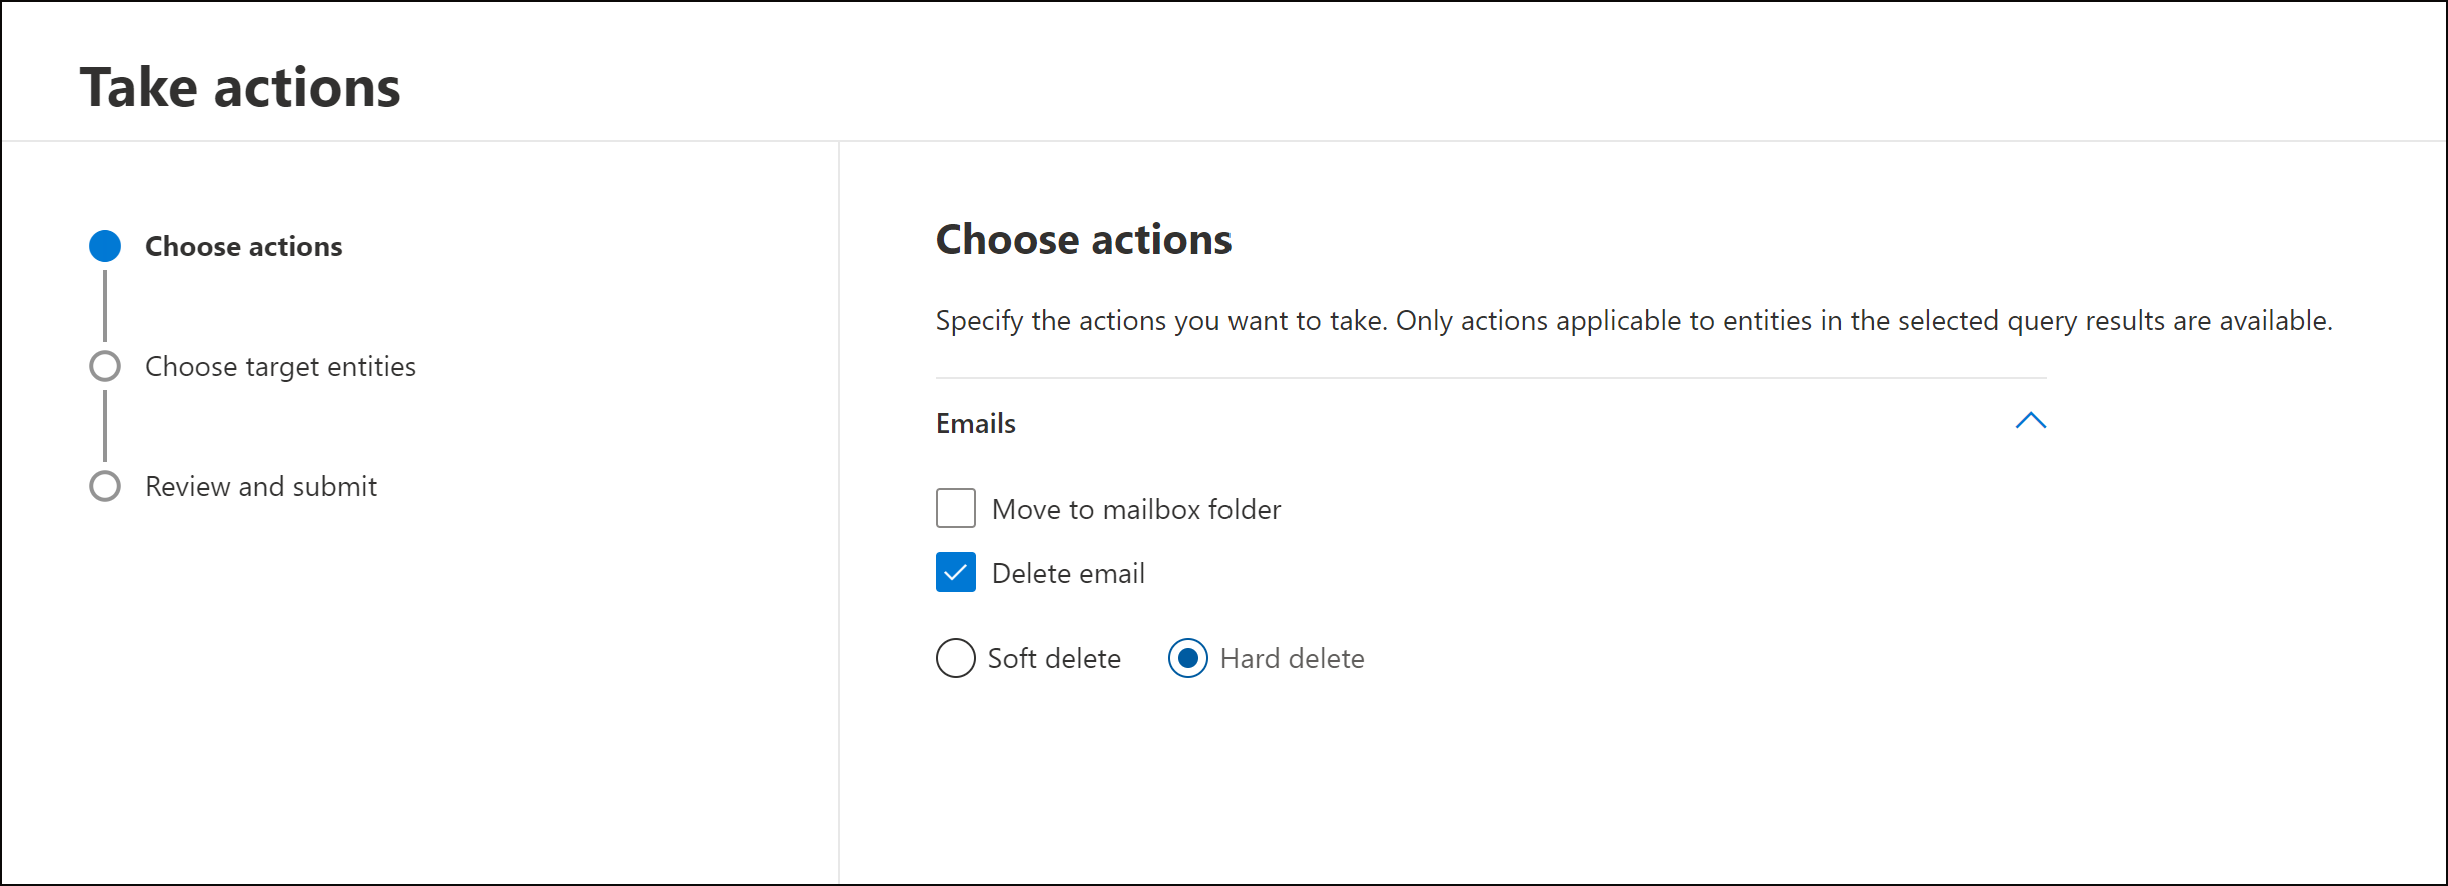 Take actions
Choose actions
Choose target entities
Review and submit
Choose actions
Specify the actions you want to take. Only actions applicable to entities in the selected query results are available.
Emails
Move to mailbox folder
Delete email
Soft delete Hard delete